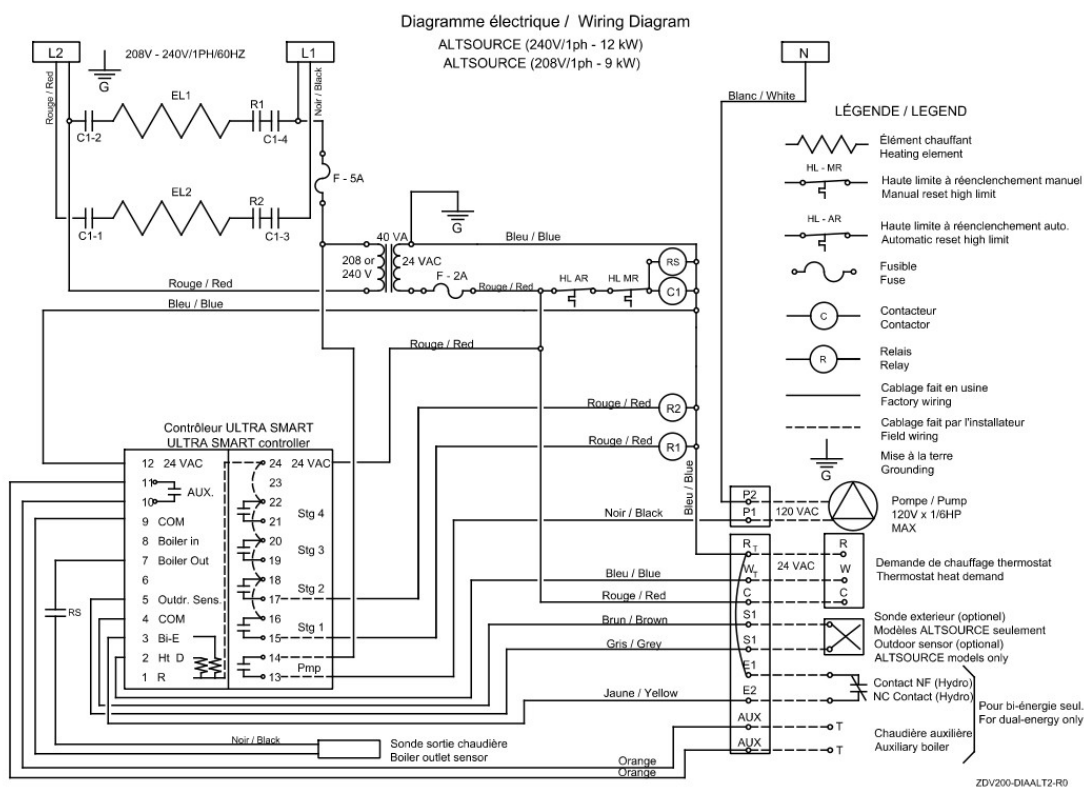 Diagramme électrique / Wiring Diagram
ALTSOURCE (240V/1ph - 12 kW)
ALTSOURCE (208V/1ph - 9 kW)
L2
208V - 240V/1PH/60HZ
L1
N
G
Rouge / Red
Noir / Black
Blanc / White
EL1
R1
C1-2
C1-4
F - 5A
EL2
R2
C1-1
C1-3
G
40 VA
Bleu / Blue
208 or
240 V
24 VAC
F - 2A
Rouge / Red
Rouge / Red
HL AR
HL MR
RS
C1
Bleu / Blue
Rouge / Red
Rouge / Red
R2
Rouge / Red
R1
Bleu / Blue
LÉGENDE / LEGEND
Élément chauffant
Heating element
HL - MR
Haute limite à réenclenchement manuel
Manual reset high limit
HL - AR
Haute limite à réenclenchement auto.
Automatic reset high limit
Fusible
Fuse
C
Contacteur
Contactor
R
Relais
Relay
Cablage fait en usine
Factory wiring
Cablage fait par l'installateur
Field wiring
G
Mise à la terre
Grounding
Contrôleur ULTRA SMART
ULTRA SMART controller
12 24 VAC
11
10
AUX.
9 COM
8 Boiler in
7 Boiler Out
6
5 Outdr. Sens.
4 COM
3 Bi-E
2 Ht D
1 R
24 24 VAC
23
22
21
Stg 4
20
19
Stg 3
18
17
Stg 2
16
15
Stg 1
14
13
Pmp
RS
Noir / Black
P2
P1
120 VAC
Pompe / Pump
120V x 1/6HP
MAX
Bleu / Blue
Rouge / Red
Brun / Brown
Gris / Grey
Jaune / Yellow
RT
WT
C
S1
S1
E1
E2
AUX
AUX
24 VAC
R
W
C
Demande de chauffage thermostat
Thermostat heat demand
Sonde exterieur (optionel)
Modèles ALTSOURCE seulement
Outdoor sensor (optional)
ALTSOURCE models only
Contact NF (Hydro)
NC Contact (Hydro)
Pour bi-énergie seul.
For dual-energy only
T
T
Chaudière auxilière
Auxiliary boiler
Noir / Black
Sonde sortie chaudière
Boiler outlet sensor
Orange
Orange
ZDV200-DIAALT2-R0